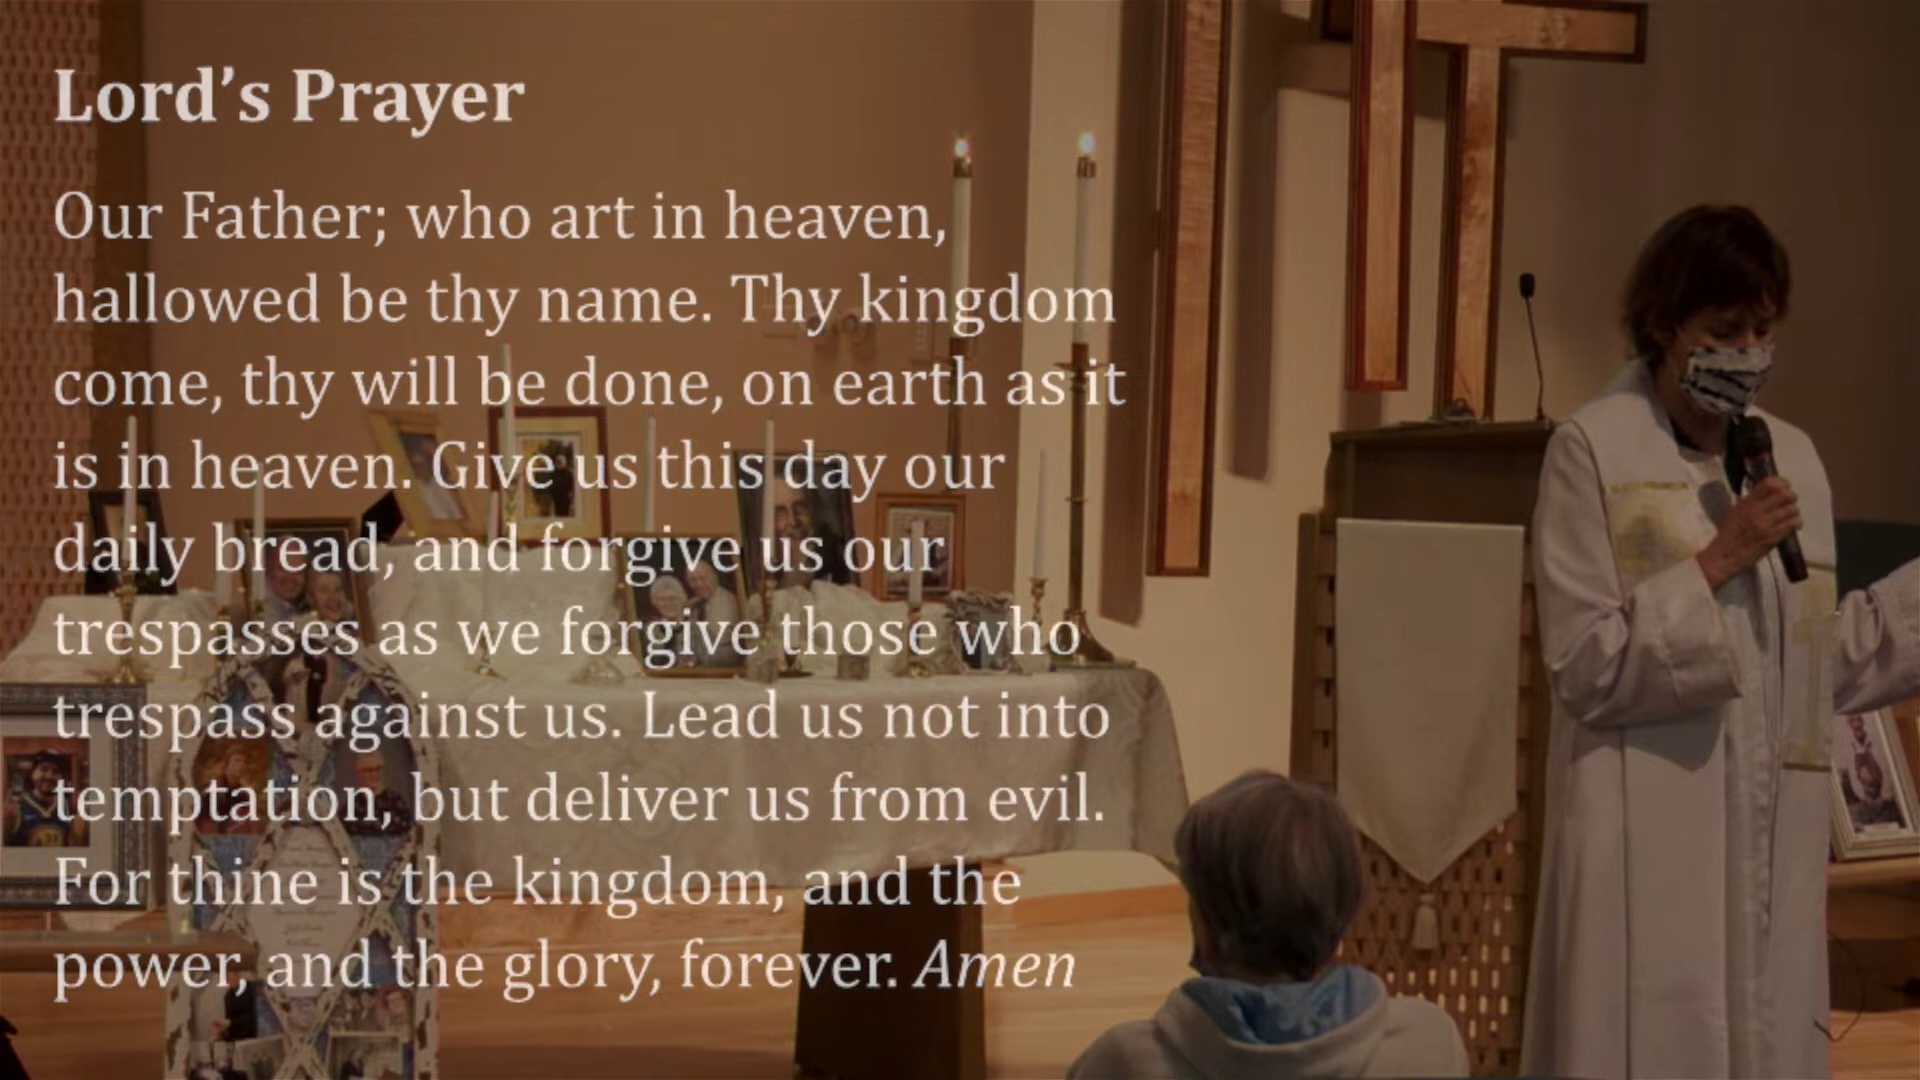 Lord’s Prayer
Our Father; who art in heaven,
hallowed be thy name. Thy kingdom
come, thy will be done, on earth as it
is in heaven. Give us this day our
daily bread, and forgive us our
trespasses as we forgive those who
trespass against us. Lead us not into
temptation, but deliver us from evil.
For thine is the kingdom, and the
power, and the glory, forever. Amen